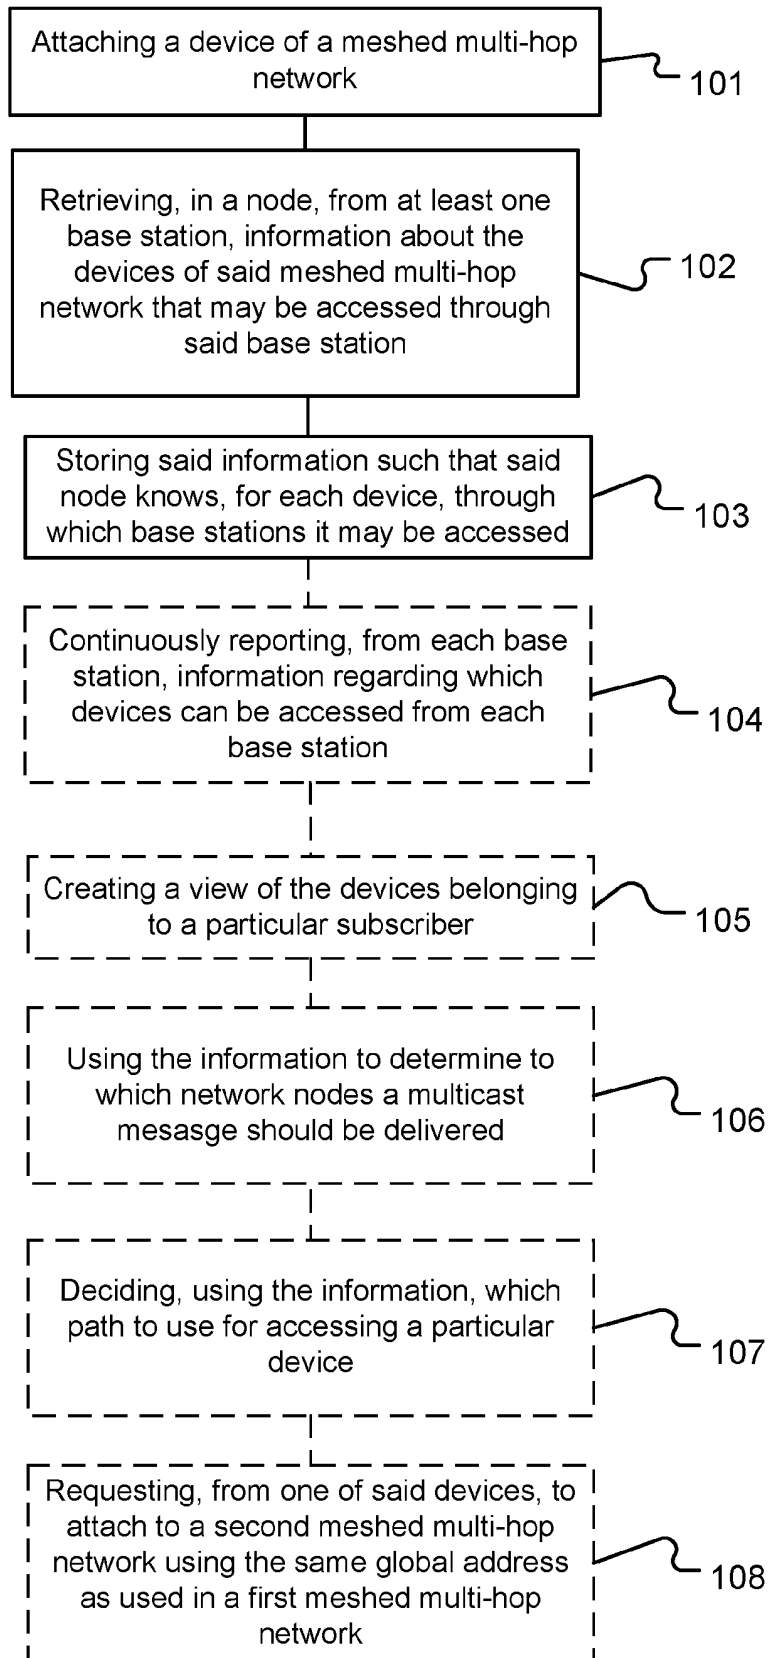 Attaching a device of a meshed multi-hop
network
101
Retrieving, in a node, from at least one
base station, information about the
devices of said meshed multi-hop
network that may be accessed through
said base station
102
Storing said information such that said
node knows, for each device, through
which base stations it may be accessed
103
Continuously reporting, from each base
station, information regarding which
devices can be accessed from each
base station
104
Creating a view of the devices belonging
to a particular subscriber
105
Using the information to determine to
which network nodes a multicast
mesasge should be delivered
106
Deciding, using the information, which
path to use for accessing a particular
device
107
Requesting, from one of said devices, to
attach to a second meshed multi-hop
network using the same global address
as used in a first meshed multi-hop
network
108